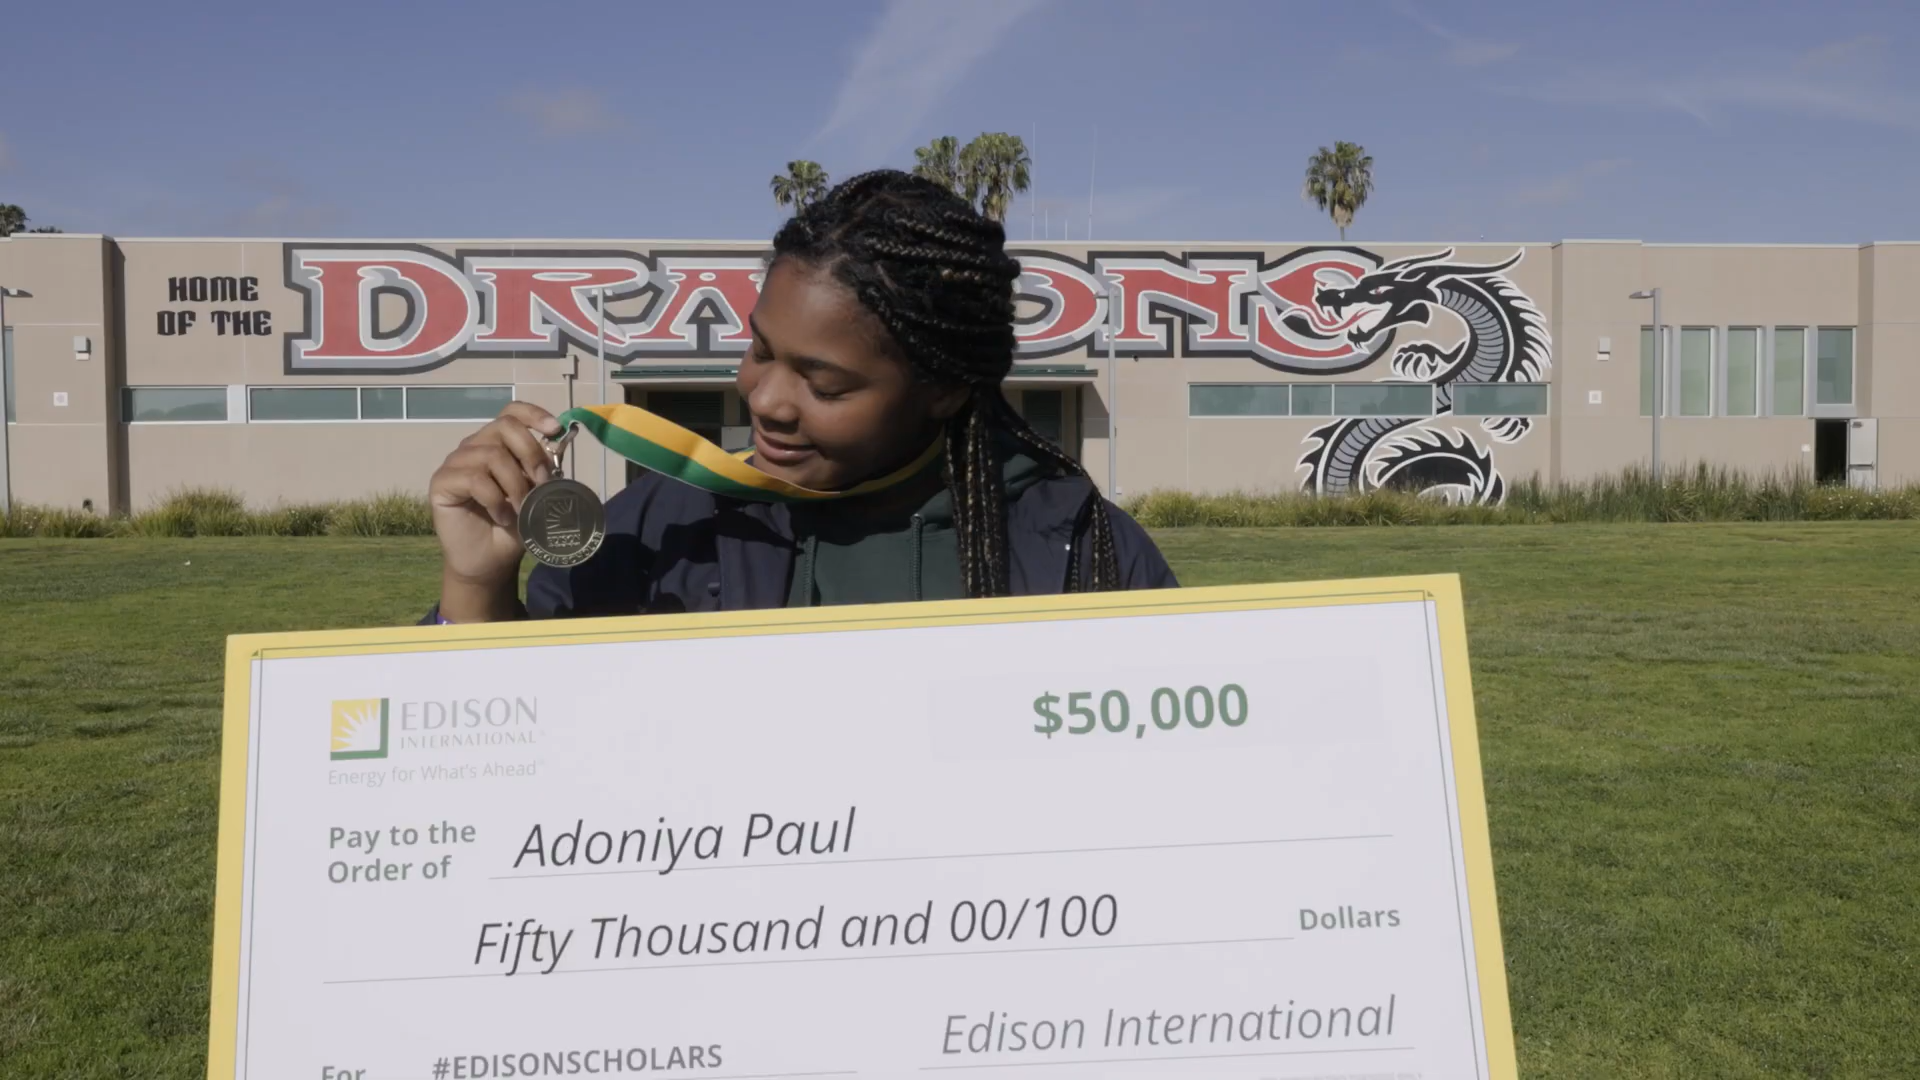 HOME
OF THE
DRAGONS
EDISON
INTERNATIONAL
Energy for What's Ahead
$50,000
Pay to the
Order of
Adoniya Paul
Fifty Thousand and 00/100
Dollars
Edison International
For
#EDISONSCHOLARS